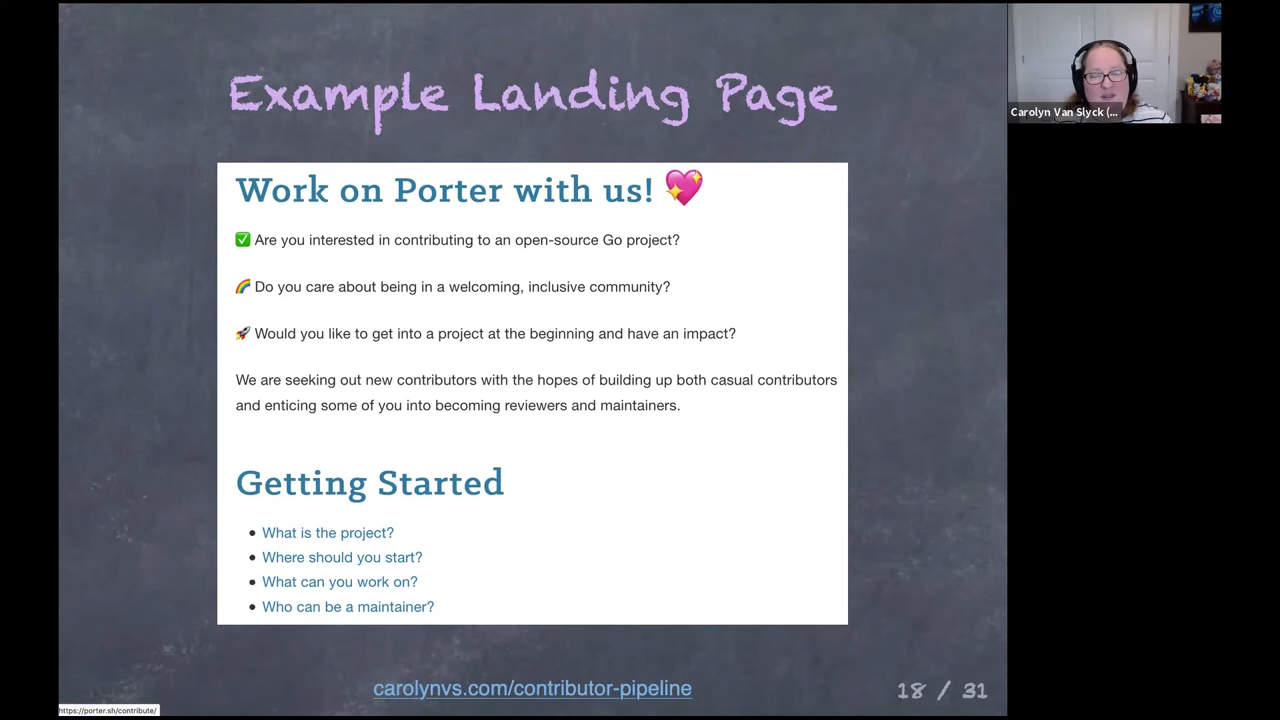 Example Landing Page
Work on Porter with us! 💖
✅ Are you interested in contributing to an open-source Go project?
🌈 Do you care about being in a welcoming, inclusive community?
🚀 Would you like to get into a project at the beginning and have an impact?
We are seeking out new contributors with the hopes of building up both casual contributors
and enticing some of you into becoming reviewers and maintainers.
Getting Started
• What is the project?
• Where should you start?
• What can you work on?
• Who can be a maintainer?
carolynvs.com/contributor-pipeline
18 / 31
https://porter.sh/contribute/
Carolyn Van Slyck (...